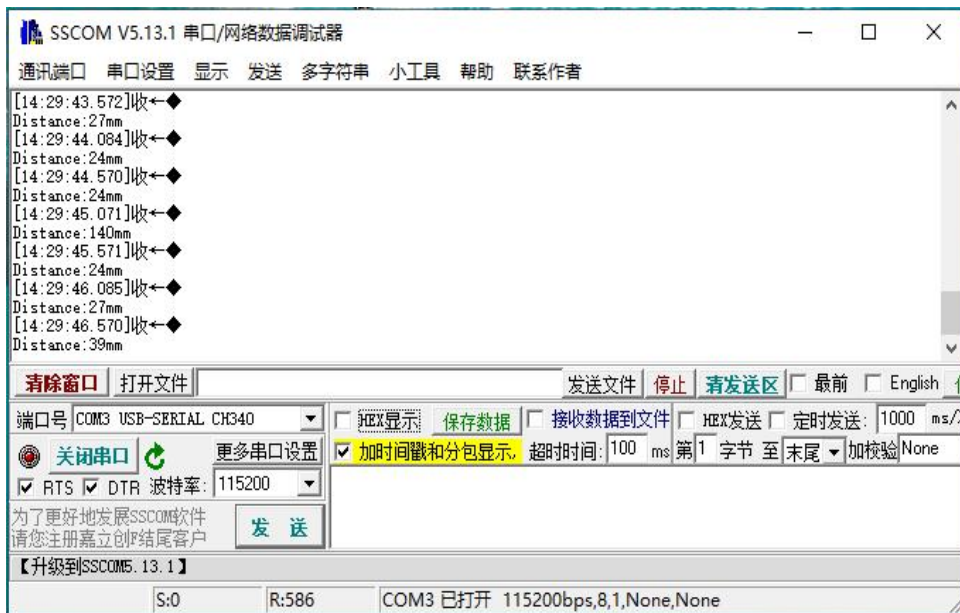 SSCOM V5.13.1 串口/网络数据调试器
通讯端口 串口设置 显示 发送 多字符串 小工具 帮助 联系作者
[14:29:43.572]收←◆
Distance:27mm
[14:29:44.084]收←◆
Distance:24mm
[14:29:44.570]收←◆
Distance:24mm
[14:29:45.071]收←◆
Distance:140mm
[14:29:45.571]收←◆
Distance:24mm
[14:29:46.085]收←◆
Distance:27mm
[14:29:46.570]收←◆
Distance:39mm
清除窗口 打开文件 发送文件 停止 清发送区 最前 English
端口号 COM3 USB-SERIAL CH340 HEX显示 保存数据 接收数据到文件 HEX发送 定时发送: 1000 ms/
关闭串口 更多串口设置 加时间戳和分包显示, 超时时间: 100 ms 第1 字节 至 末尾 加校验 None
RTS DTR 波特率: 115200
为了更好地发展SSCOM软件
请您注册嘉立创F结尾客户
发 送
【升级到SSCOM5.13.1】
S:0 R:586 COM3 已打开 115200bps,8,1,None,None